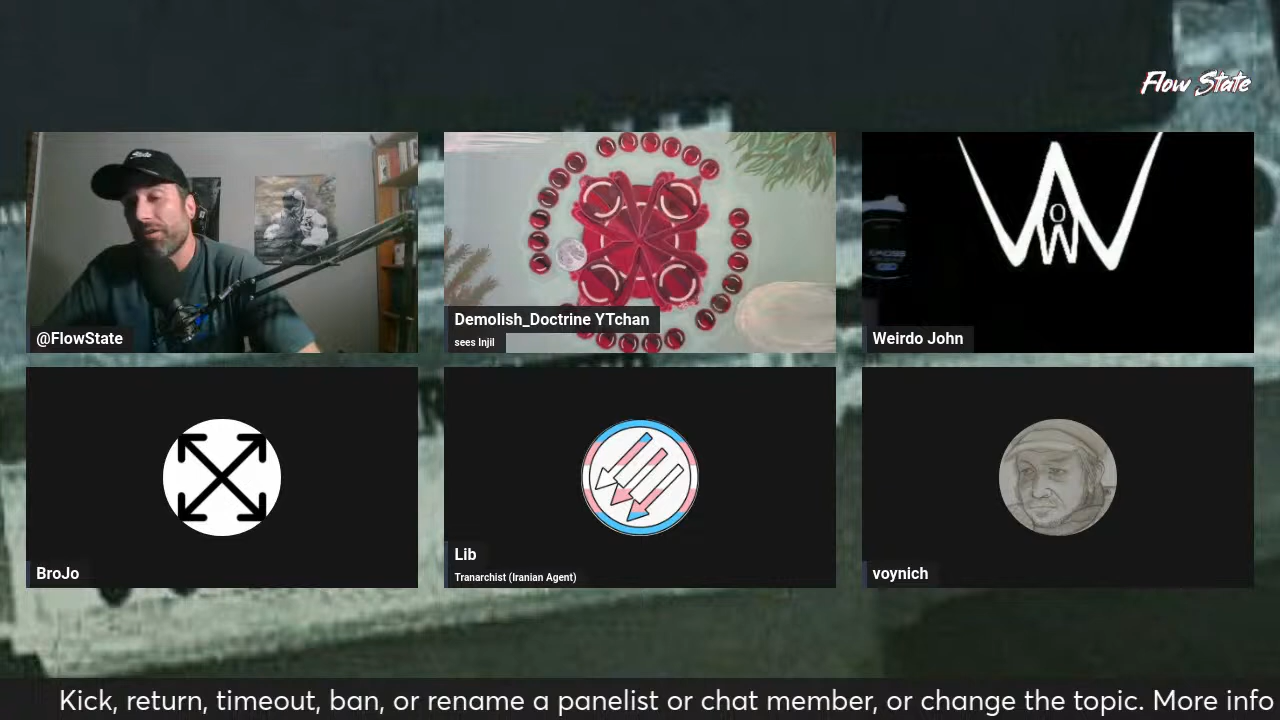 Flow State
@FlowState
Demolish_Doctrine YTchan
sees Injil
Weirdo John
BroJo
Lib
Tranarchist (Iranian Agent)
voynich
Kick, return, timeout, ban, or rename a panelist or chat member, or change the topic. More info